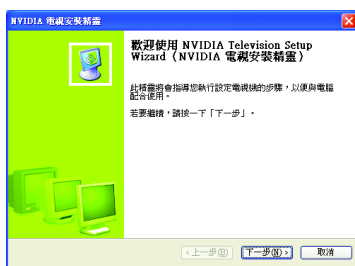 NVIDIA 電視安裝精靈
歡迎使用 NVIDIA Television Setup
Wizard（NVIDIA 電視安裝精靈）
此精靈將會指導您執行設定電視機的步驟，以便與電腦
配合使用。
若要繼續，請按一下「下一步」。
<上一步(B)
下一步(N)>
取消